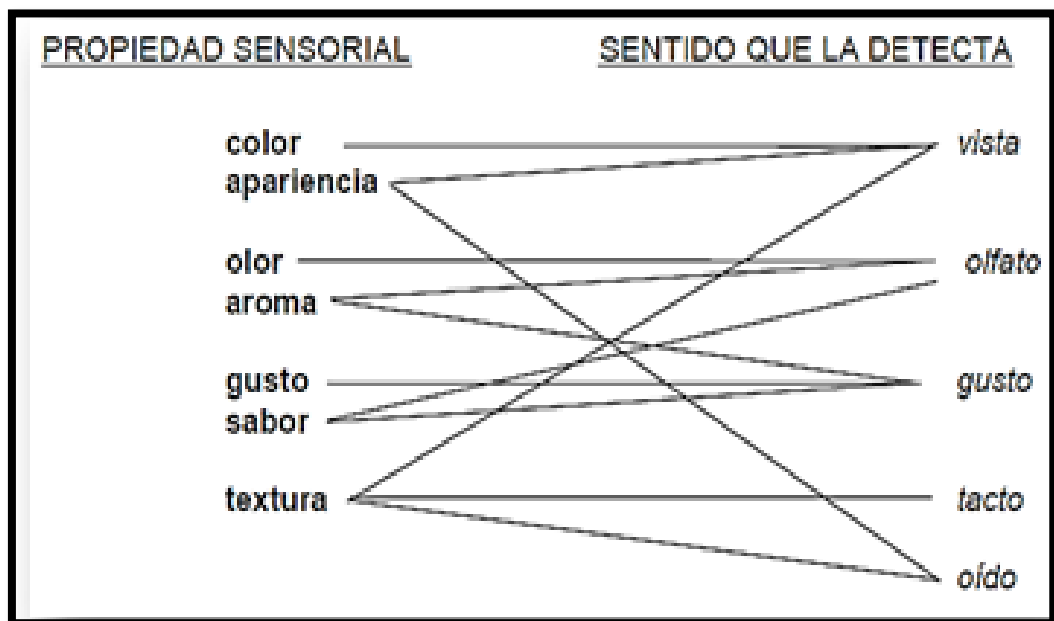 PROPIEDAD SENSORIAL SENTIDO QUE LA DETECTA
color vista
apariencia
olor olfato
aroma
gusto gusto
sabor
textura tacto
oído